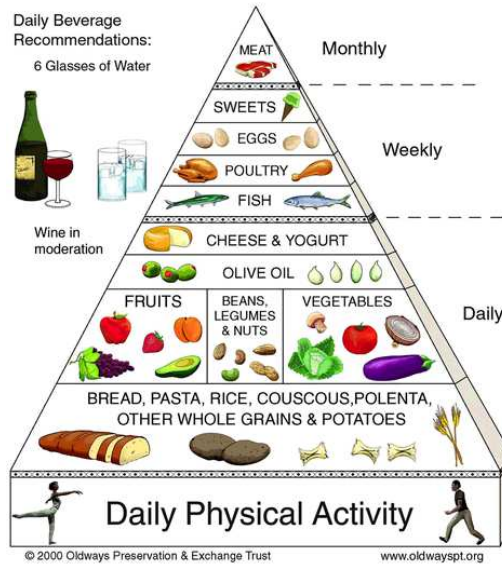 Daily Beverage
Recommendations:
6 Glasses of Water
Wine in
moderation
MEAT
Monthly
SWEETS
EGGS
POULTRY
FISH
Weekly
CHEESE & YOGURT
OLIVE OIL
FRUITS
BEANS,
LEGUMES
& NUTS
VEGETABLES
Daily
BREAD, PASTA, RICE, COUSCOUS,POLENTA,
OTHER WHOLE GRAINS & POTATOES
Daily Physical Activity
© 2000 Oldways Preservation & Exchange Trust
www.oldwayspt.org